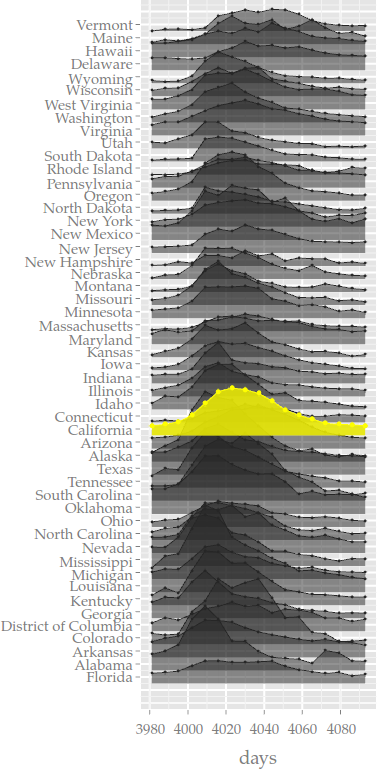 Vermont
Maine
Hawaii
Delaware
Wyoming
Wisconsin
West Virginia
Washington
Virginia
Utah
South Dakota
Rhode Island
Pennsylvania
Oregon
North Dakota
New York
New Mexico
New Jersey
New Hampshire
Nebraska
Montana
Missouri
Minnesota
Massachusetts
Maryland
Kansas
Iowa
Indiana
Illinois
Idaho
Connecticut
California
Arizona
Alaska
Texas
Tennessee
South Carolina
Oklahoma
Ohio
North Carolina
Nevada
Mississippi
Michigan
Louisiana
Kentucky
Georgia
District of Columbia
Colorado
Arkansas
Alabama
Florida
3980 4000 4020 4040 4060 4080
days